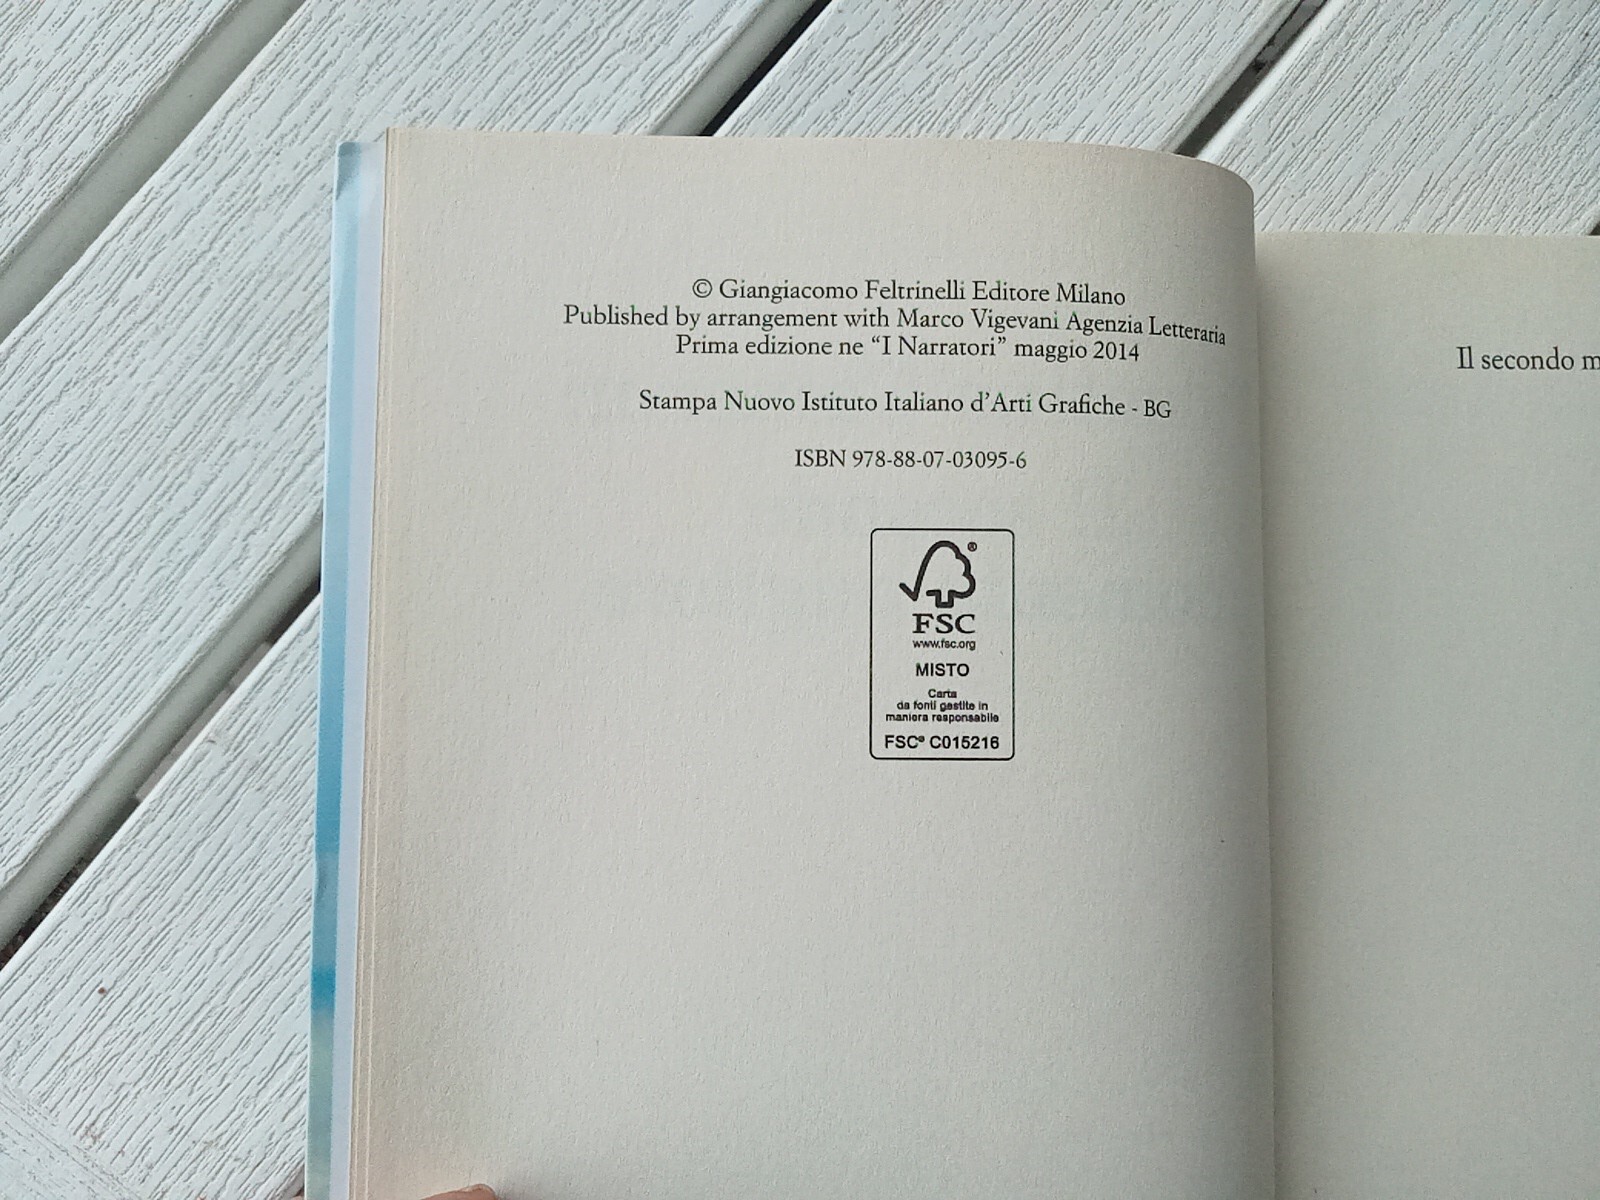 © Giangiacomo Feltrinelli Editore Milano
Published by arrangement with Marco Vigevani Agenzia Letteraria
Prima edizione ne “I Narratori” maggio 2014
Stampa Nuovo Istituto Italiano d’Arti Grafiche - BG
ISBN 978-88-07-03095-6
®
FSC
www.fsc.org
MISTO
Carta
da fonti gestite in
maniera responsabile
FSC® C015216
Il secondo m